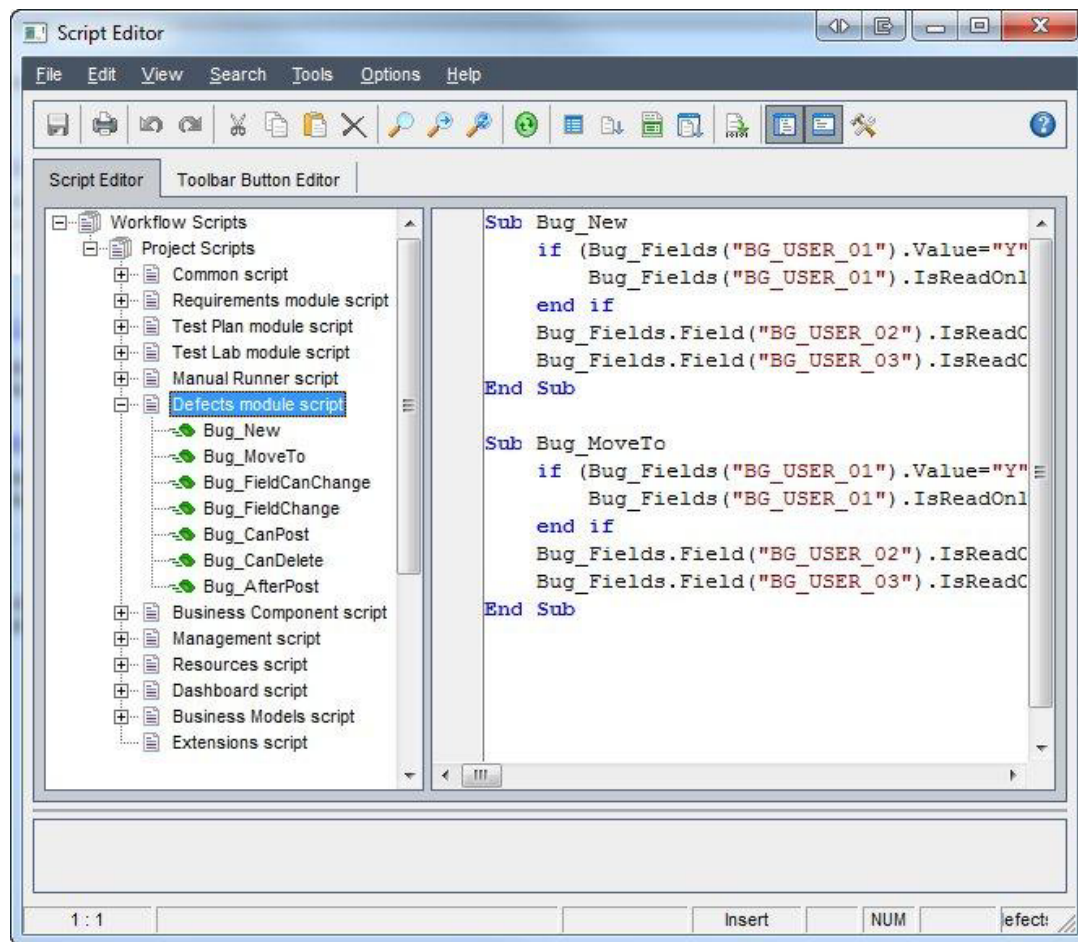 Script Editor
File Edit View Search Tools Options Help
Script Editor Toolbar Button Editor
Workflow Scripts
Project Scripts
Common script
Requirements module script
Test Plan module script
Test Lab module script
Manual Runner script
Defects module script
Bug_New
Bug_MoveTo
Bug_FieldCanChange
Bug_FieldChange
Bug_CanPost
Bug_CanDelete
Bug_AfterPost
Business Component script
Management script
Resources script
Dashboard script
Business Models script
Extensions script
Sub Bug_New
if (Bug_Fields("BG_USER_01").Value="Y"
Bug_Fields("BG_USER_01").IsReadOnl
end if
Bug_Fields.Field("BG_USER_02").IsReadO
Bug_Fields.Field("BG_USER_03").IsReadO
End Sub
Sub Bug_MoveTo
if (Bug_Fields("BG_USER_01").Value="Y"
Bug_Fields("BG_USER_01").IsReadOnl
end if
Bug_Fields.Field("BG_USER_02").IsReadO
Bug_Fields.Field("BG_USER_03").IsReadO
End Sub
1 : 1 Insert NUM efect: